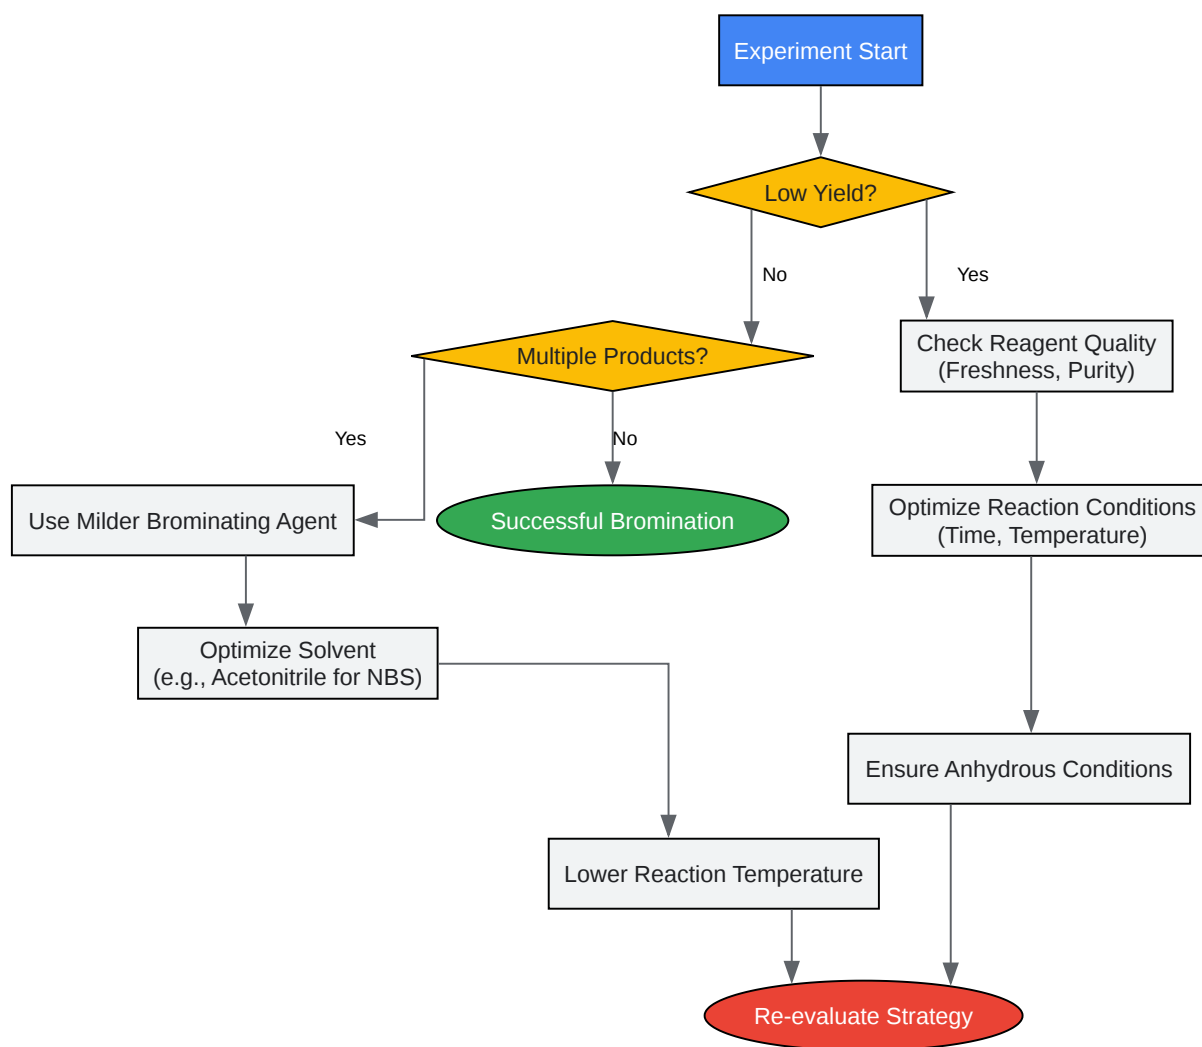 Experiment Start
Low Yield?
No
Yes
Multiple Products?
Check Reagent Quality
(Freshness, Purity)
Yes
No
Use Milder Brominating Agent
Successful Bromination
Optimize Reaction Conditions
(Time, Temperature)
Optimize Solvent
(e.g., Acetonitrile for NBS)
Ensure Anhydrous Conditions
Lower Reaction Temperature
Re-evaluate Strategy